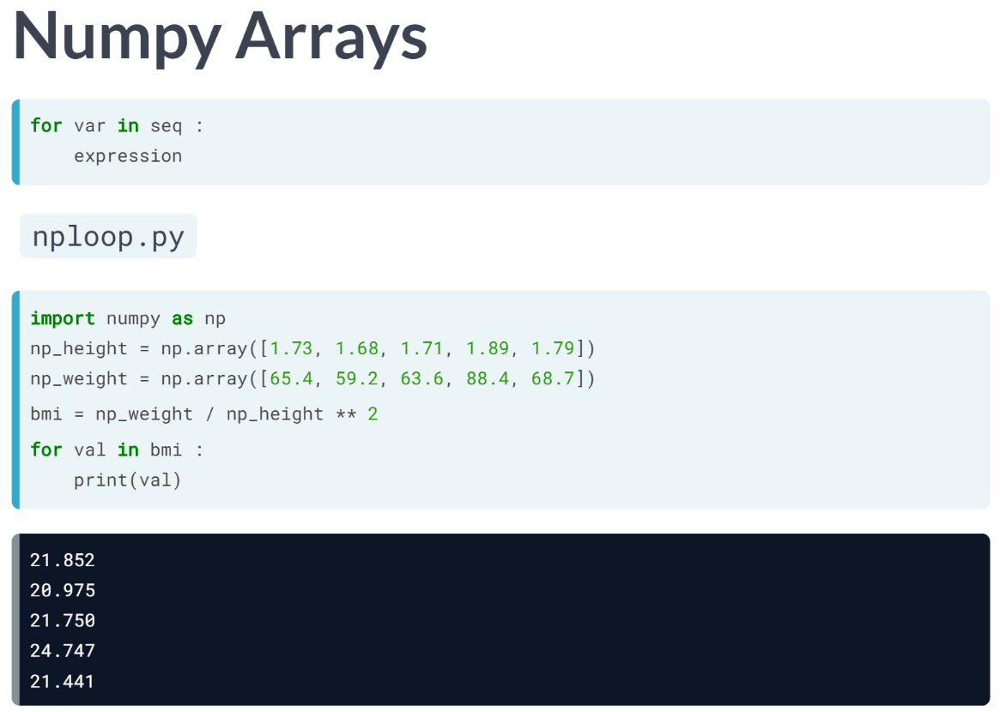 Numpy Arrays
for var in seq :
    expression
nploop.py
import numpy as np
np_height = np.array([1.73, 1.68, 1.71, 1.89, 1.79])
np_weight = np.array([65.4, 59.2, 63.6, 88.4, 68.7])
bmi = np_weight / np_height ** 2
for val in bmi :
    print(val)
21.852
20.975
21.750
24.747
21.441